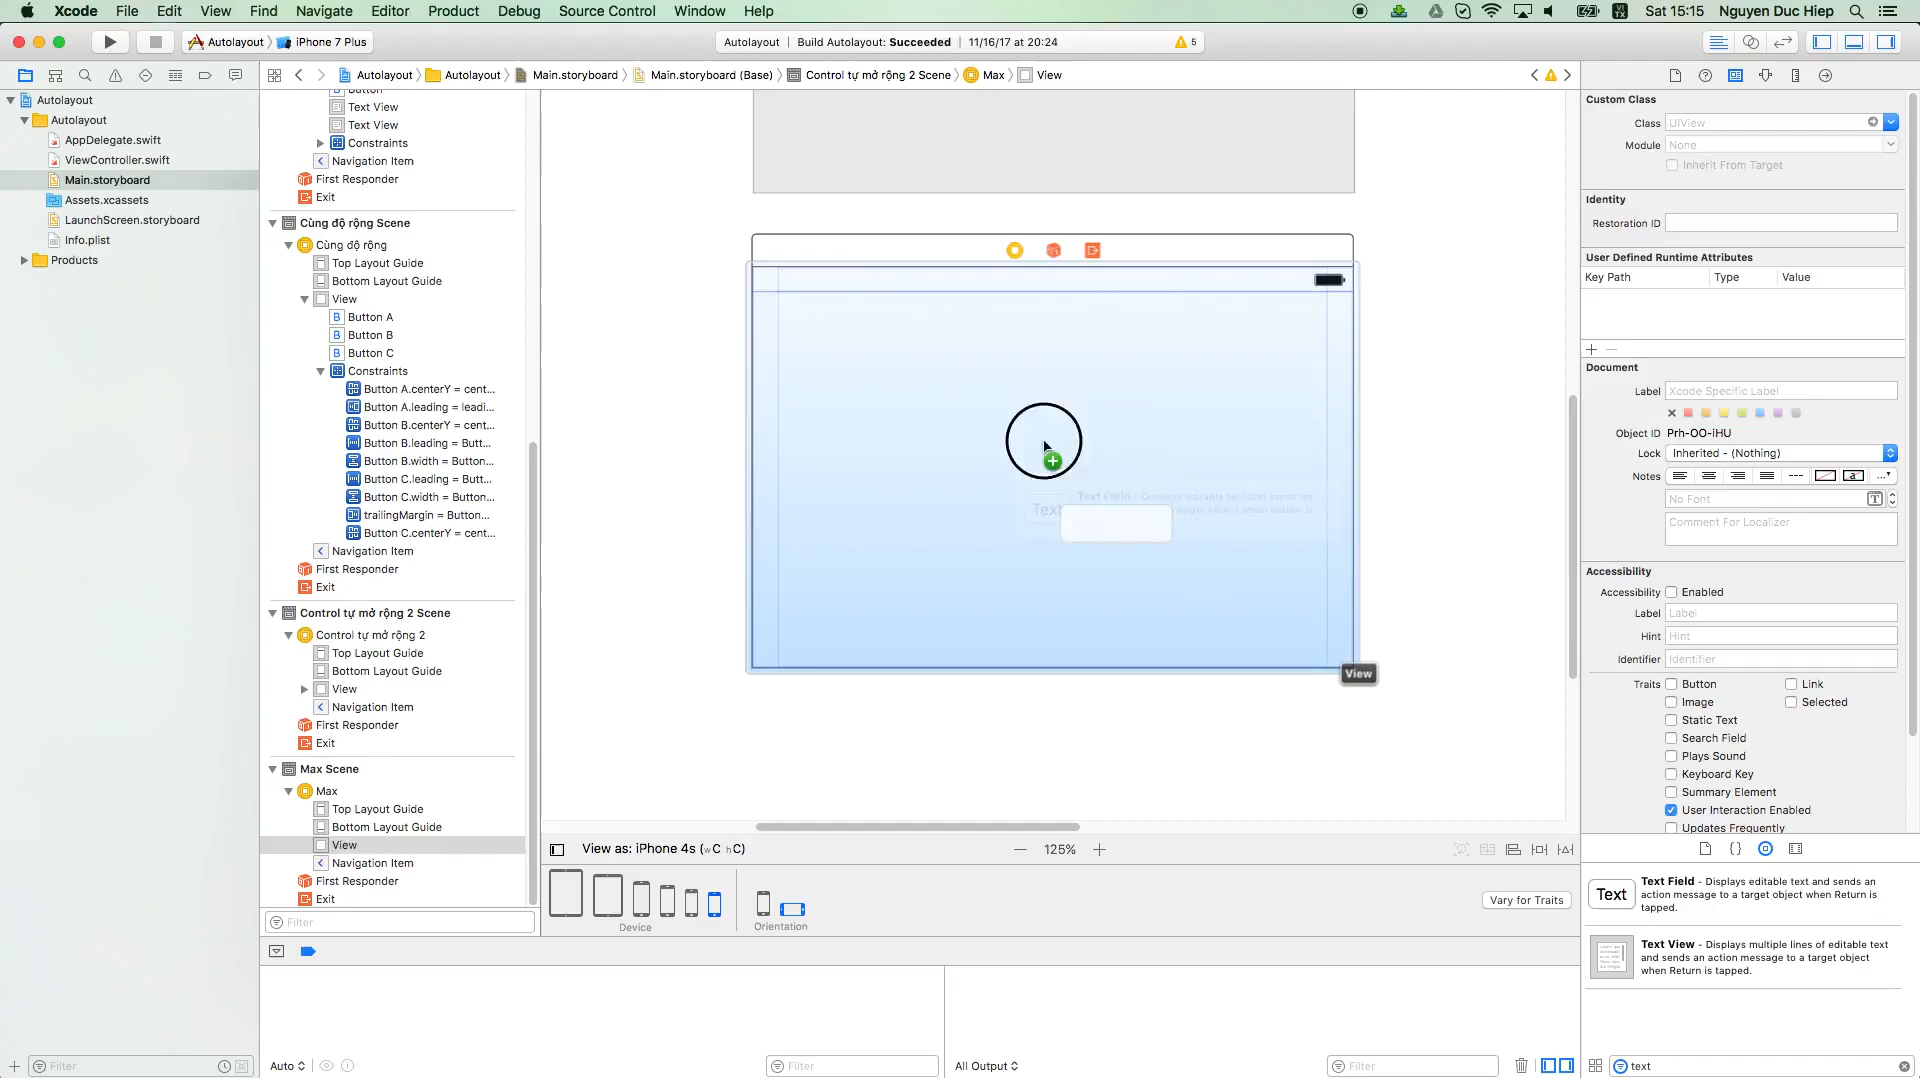 Xcode File Edit View Find Navigate Editor Product Debug Source Control Window Help
Sat 15:15 Nguyen Duc Hiep
Autolayout iPhone 7 Plus
Autolayout | Build Autolayout: Succeeded | 11/16/17 at 20:24
5
Autolayout
Autolayout
AppDelegate.swift
ViewController.swift
Main.storyboard
Assets.xcassets
LaunchScreen.storyboard
Info.plist
Products
Filter
Autolayout Autolayout Main.storyboard Main.storyboard (Base) Control tự mở rộng 2 Scene Max View
Button
Text View
Text View
Constraints
Navigation Item
First Responder
Exit
Cùng độ rộng Scene
Cùng độ rộng
Top Layout Guide
Bottom Layout Guide
View
B Button A
B Button B
B Button C
Constraints
Button A.centerY = cent...
Button A.leading = leadi...
Button B.centerY = cent...
Button B.leading = Butt...
Button B.width = Button...
Button C.leading = Butt...
Button C.width = Button...
trailingMargin = Button...
Button C.centerY = cent...
Navigation Item
First Responder
Exit
Control tự mở rộng 2 Scene
Control tự mở rộng 2
Top Layout Guide
Bottom Layout Guide
View
Navigation Item
First Responder
Exit
Max Scene
Max
Top Layout Guide
Bottom Layout Guide
View
Navigation Item
First Responder
Exit
Filter
Text
Text Field - Displays editable text and sends an
View
View as: iPhone 4s (wC hC)
125%
Device
Orientation
Vary for Traits
Auto
Filter
All Output
Filter
Custom Class
Class UIView
Module None
Inherit From Target
Identity
Restoration ID
User Defined Runtime Attributes
Key Path Type Value
Document
Label Xcode Specific Label
Object ID Prh-OO-iHU
Lock Inherited - (Nothing)
Notes
No Font
Comment For Localizer
Accessibility
Accessibility Enabled
Label Label
Hint Hint
Identifier Identifier
Traits Button Link
Image Selected
Static Text
Search Field
Plays Sound
Keyboard Key
Summary Element
User Interaction Enabled
Updates Frequently
Text
Text Field - Displays editable text and sends an
action message to a target object when Return is
tapped.
Text View - Displays multiple lines of editable text
and sends an action message to a target object
when Return is tapped.
text